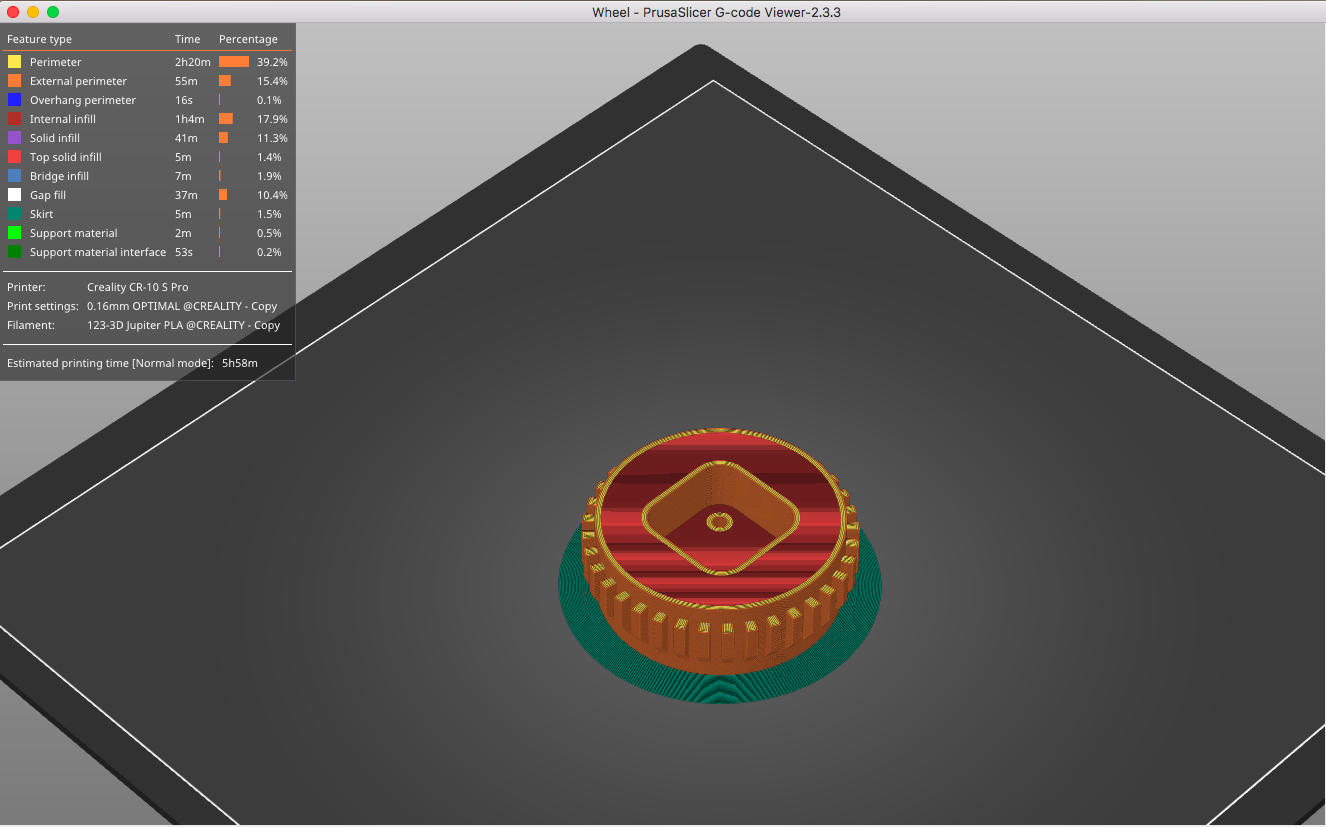 Wheel - PrusaSlicer G-code Viewer-2.3.3
Feature type Time Percentage
Perimeter 2h20m 39.2%
External perimeter 55m 15.4%
Overhang perimeter 16s 0.1%
Internal infill 1h4m 17.9%
Solid infill 41m 11.3%
Top solid infill 5m 1.4%
Bridge infill 7m 1.9%
Gap fill 37m 10.4%
Skirt 5m 1.5%
Support material 2m 0.5%
Support material interface 53s 0.2%
Printer: Creality CR-10 S Pro
Print settings: 0.16mm OPTIMAL @CREALITY - Copy
Filament: 123-3D Jupiter PLA @CREALITY - Copy
Estimated printing time [Normal mode]: 5h58m